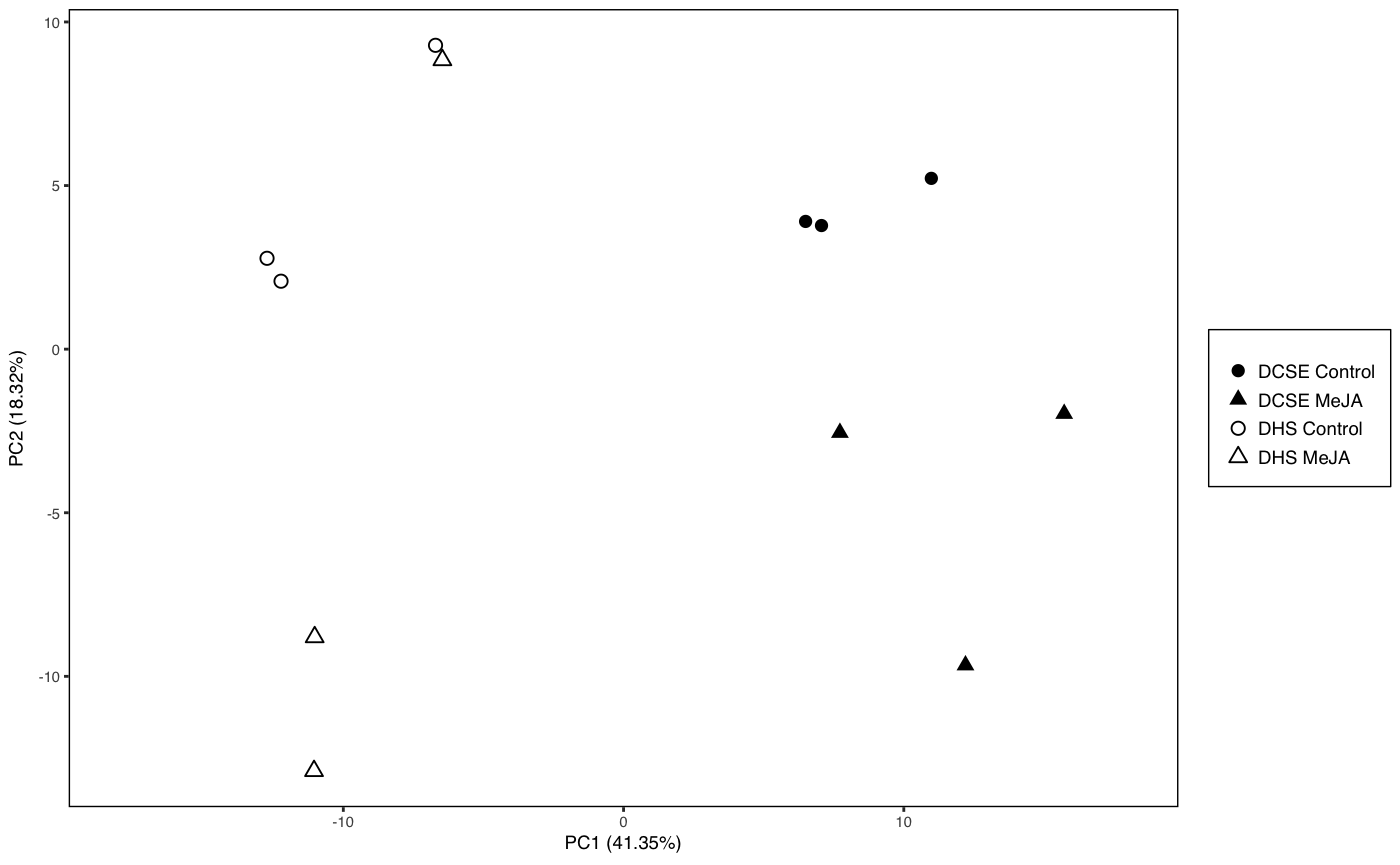 10
5
0
-5
-10
PC2 (18.32%)
-10 0 10
PC1 (41.35%)
DCSE Control
DCSE MeJA
DHS Control
DHS MeJA